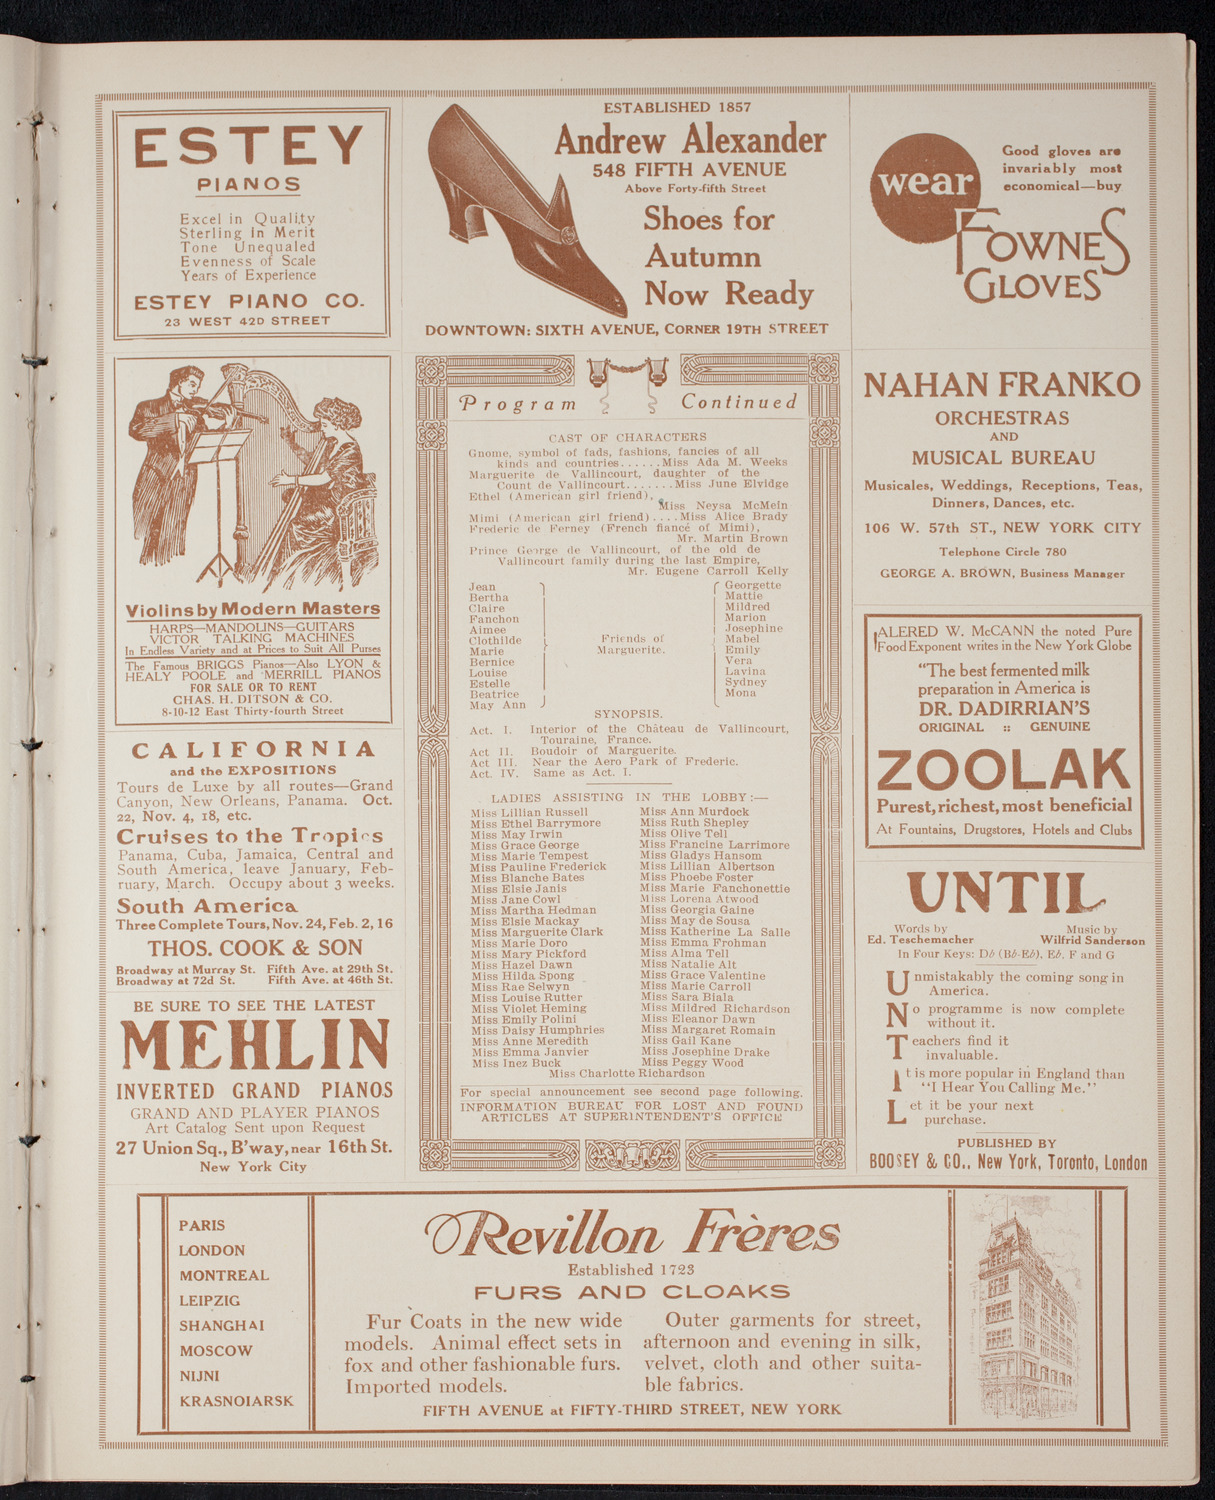 ESTEY
PIANOS
Excel in Quality
Sterling in Merit
Tone Unequaled
Evenness of Scale
Years of Experience
ESTEY PIANO CO.
23 WEST 42D STREET
ESTABLISHED 1857
Andrew Alexander
548 FIFTH AVENUE
Above Forty-fifth Street
Shoes for
Autumn
Now Ready
DOWNTOWN: SIXTH AVENUE, CORNER 19TH STREET
wear
Good gloves are
invariably most
economical—buy
FOWNES
GLOVES
Violins by Modern Masters
HARPS—MANDOLINS—GUITARS
VICTOR TALKING MACHINES
In Endless Variety and at Prices to Suit All Purses
The Famous BRIGGS Pianos—Also LYON &
HEALY POOLE and MERRILL PIANOS
FOR SALE OR TO RENT
CHAS. H. DITSON & CO.
8-10-12 East Thirty-fourth Street
CALIFORNIA
and the EXPOSITIONS
Tours de Luxe by all routes—Grand
Canyon, New Orleans, Panama. Oct.
22, Nov. 4, 18, etc.
Cruises to the Tropics
Panama, Cuba, Jamaica, Central and
South America, leave January, Feb-
ruary, March. Occupy about 3 weeks.
South America
Three Complete Tours, Nov. 24, Feb. 2, 16
THOS. COOK & SON
Broadway at Murray St. Fifth Ave. at 29th St.
Broadway at 72d St. Fifth Ave. at 46th St.
BE SURE TO SEE THE LATEST
MEHLIN
INVERTED GRAND PIANOS
GRAND AND PLAYER PIANOS
Art Catalog Sent upon Request
27 Union Sq., B'way, near 16th St.
New York City
Program Continued
CAST OF CHARACTERS
Gnome, symbol of fads, fashions, fancies of all
kinds and countries......Miss Ada M. Weeks
Marguerite de Vallincourt, daughter of the
Count de Vallincourt.......Miss June Elvidge
Ethel (American girl friend),
Miss Neysa McMein
Mimi (American girl friend)....Miss Alice Brady
Frederic de Ferney (French fiancé of Mimi),
Mr. Martin Brown
Prince George de Vallincourt, of the old de
Vallincourt family during the last Empire,
Mr. Eugene Carroll Kelly
Jean
Bertha
Claire
Fanchon
Aimee
Clothilde
Marie
Bernice
Louise
Estelle
Beatrice
May Ann
Friends of
Marguerite.
Georgette
Mattie
Mildred
Marion
Josephine
Mabel
Emily
Vera
Lavina
Sydney
Mona
SYNOPSIS.
Act. I. Interior of the Château de Vallincourt,
Touraine, France.
Act II. Boudoir of Marguerite.
Act III. Near the Aero Park of Frederic.
Act. IV. Same as Act. I.
LADIES ASSISTING IN THE LOBBY:—
Miss Lillian Russell
Miss Ethel Barrymore
Miss May Irwin
Miss Grace George
Miss Marie Tempest
Miss Pauline Frederick
Miss Blanche Bates
Miss Elsie Janis
Miss Jane Cowl
Miss Martha Hedman
Miss Elsie Mackay
Miss Marguerite Clark
Miss Marie Doro
Miss Mary Pickford
Miss Hazel Dawn
Miss Hilda Spong
Miss Rae Selwyn
Miss Louise Rutter
Miss Violet Heming
Miss Emily Polini
Miss Daisy Humphries
Miss Anne Meredith
Miss Emma Janvier
Miss Inez Buck
Miss Ann Murdock
Miss Ruth Shepley
Miss Olive Tell
Miss Francine Larrimore
Miss Gladys Hansom
Miss Lillian Albertson
Miss Phoebe Foster
Miss Marie Fanchonettie
Miss Lorena Atwood
Miss Georgia Gaine
Miss May de Sousa
Miss Katherine La Salle
Miss Emma Frohman
Miss Alma Tell
Miss Natalie Alt
Miss Grace Valentine
Miss Marie Carroll
Miss Sara Biala
Miss Mildred Richardson
Miss Eleanor Dawn
Miss Margaret Romain
Miss Gail Kane
Miss Josephine Drake
Miss Peggy Wood
Miss Charlotte Richardson
For special announcement see second page following.
INFORMATION BUREAU FOR LOST AND FOUND
ARTICLES AT SUPERINTENDENT'S OFFICE
NAHAN FRANKO
ORCHESTRAS
AND
MUSICAL BUREAU
Musicales, Weddings, Receptions, Teas,
Dinners, Dances, etc.
106 W. 57th ST., NEW YORK CITY
Telephone Circle 780
GEORGE A. BROWN, Business Manager
ALERED W. McCANN the noted Pure
Food Exponent writes in the New York Globe
"The best fermented milk
preparation in America is
DR. DADIRRIAN'S
ORIGINAL :: GENUINE
ZOOLAK
Purest, richest, most beneficial
At Fountains, Drugstores, Hotels and Clubs
UNTIL
Words by
Ed. Teschemacher
Music by
Wilfrid Sanderson
In Four Keys: D♭ (B♭-E♭), E♭, F and G
Unmistakably the coming song in
America.
No programme is now complete
without it.
Teachers find it
invaluable.
It is more popular in England than
"I Hear You Calling Me."
Let it be your next
purchase.
PUBLISHED BY
BOOSEY & CO., New York, Toronto, London
PARIS
LONDON
MONTREAL
LEIPZIG
SHANGHAI
MOSCOW
NIJNI
KRASNOIARSK
Revillon Frères
Established 1723
FURS AND CLOAKS
Fur Coats in the new wide
models. Animal effect sets in
fox and other fashionable furs.
Imported models.
Outer garments for street,
afternoon and evening in silk,
velvet, cloth and other suita-
ble fabrics.
FIFTH AVENUE at FIFTY-THIRD STREET, NEW YORK